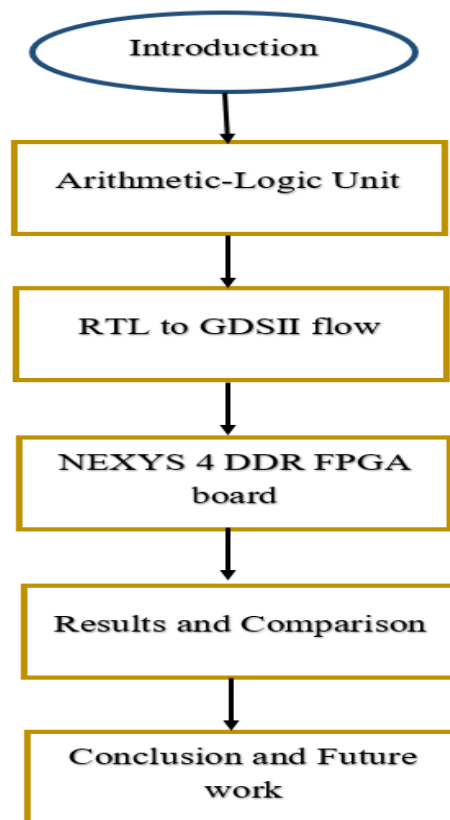 Introduction
Arithmetic-Logic Unit
RTL to GDSII flow
NEXYS 4 DDR FPGA
board
Results and Comparison
Conclusion and Future
work